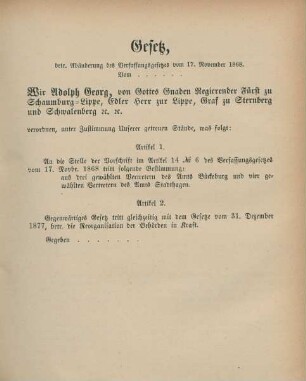 Gesetz,
betr. Abänderung des Verfassungsgesetzes vom 17. November 1868.
Vom . . . . . .
Wir Adolph Georg, von Gottes Gnaden Regierender Fürst zu
Schaumburg-Lippe, Edler Herr zur Lippe, Graf zu Sternberg
und Schwalenberg ꝛc. ꝛc.
verordnen, unter Zustimmung Unserer getreuen Stände, was folgt:
Artikel 1.
An die Stelle der Vorschrift im Artikel 14 № 6 des Verfassungsgesetzes
vom 17. Novbr. 1868 tritt folgende Bestimmung:
aus drei gewählten Vertretern des Amts Bückeburg und vier ge-
wählten Vertretern des Amts Stadthagen.
Artikel 2.
Gegenwärtiges Gesetz tritt gleichzeitig mit dem Gesetze vom 31. Dezember
1877, betr. die Reorganisation der Behörden in Kraft.
Gegeben . . . . . . .